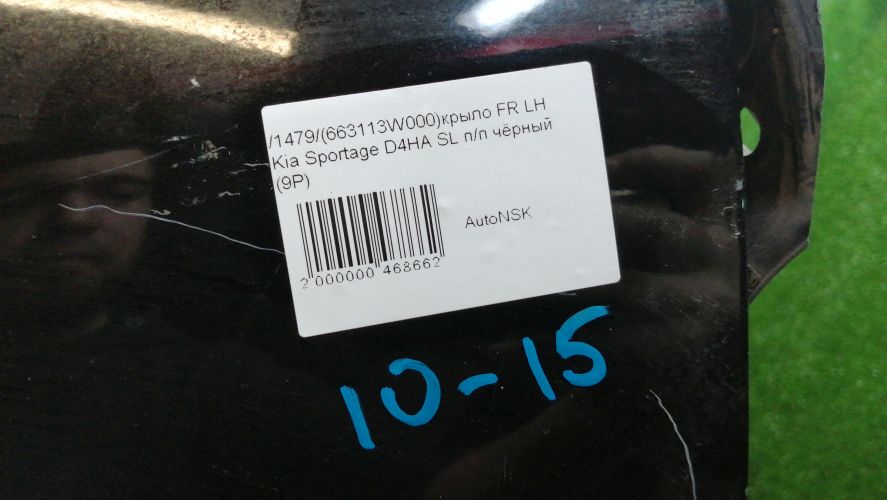 /1479/(663113W000)крыло FR LH
Kia Sportage D4HA SL п/п чёрный
(9P)
AutoNSK
2 000000 468662
10-15